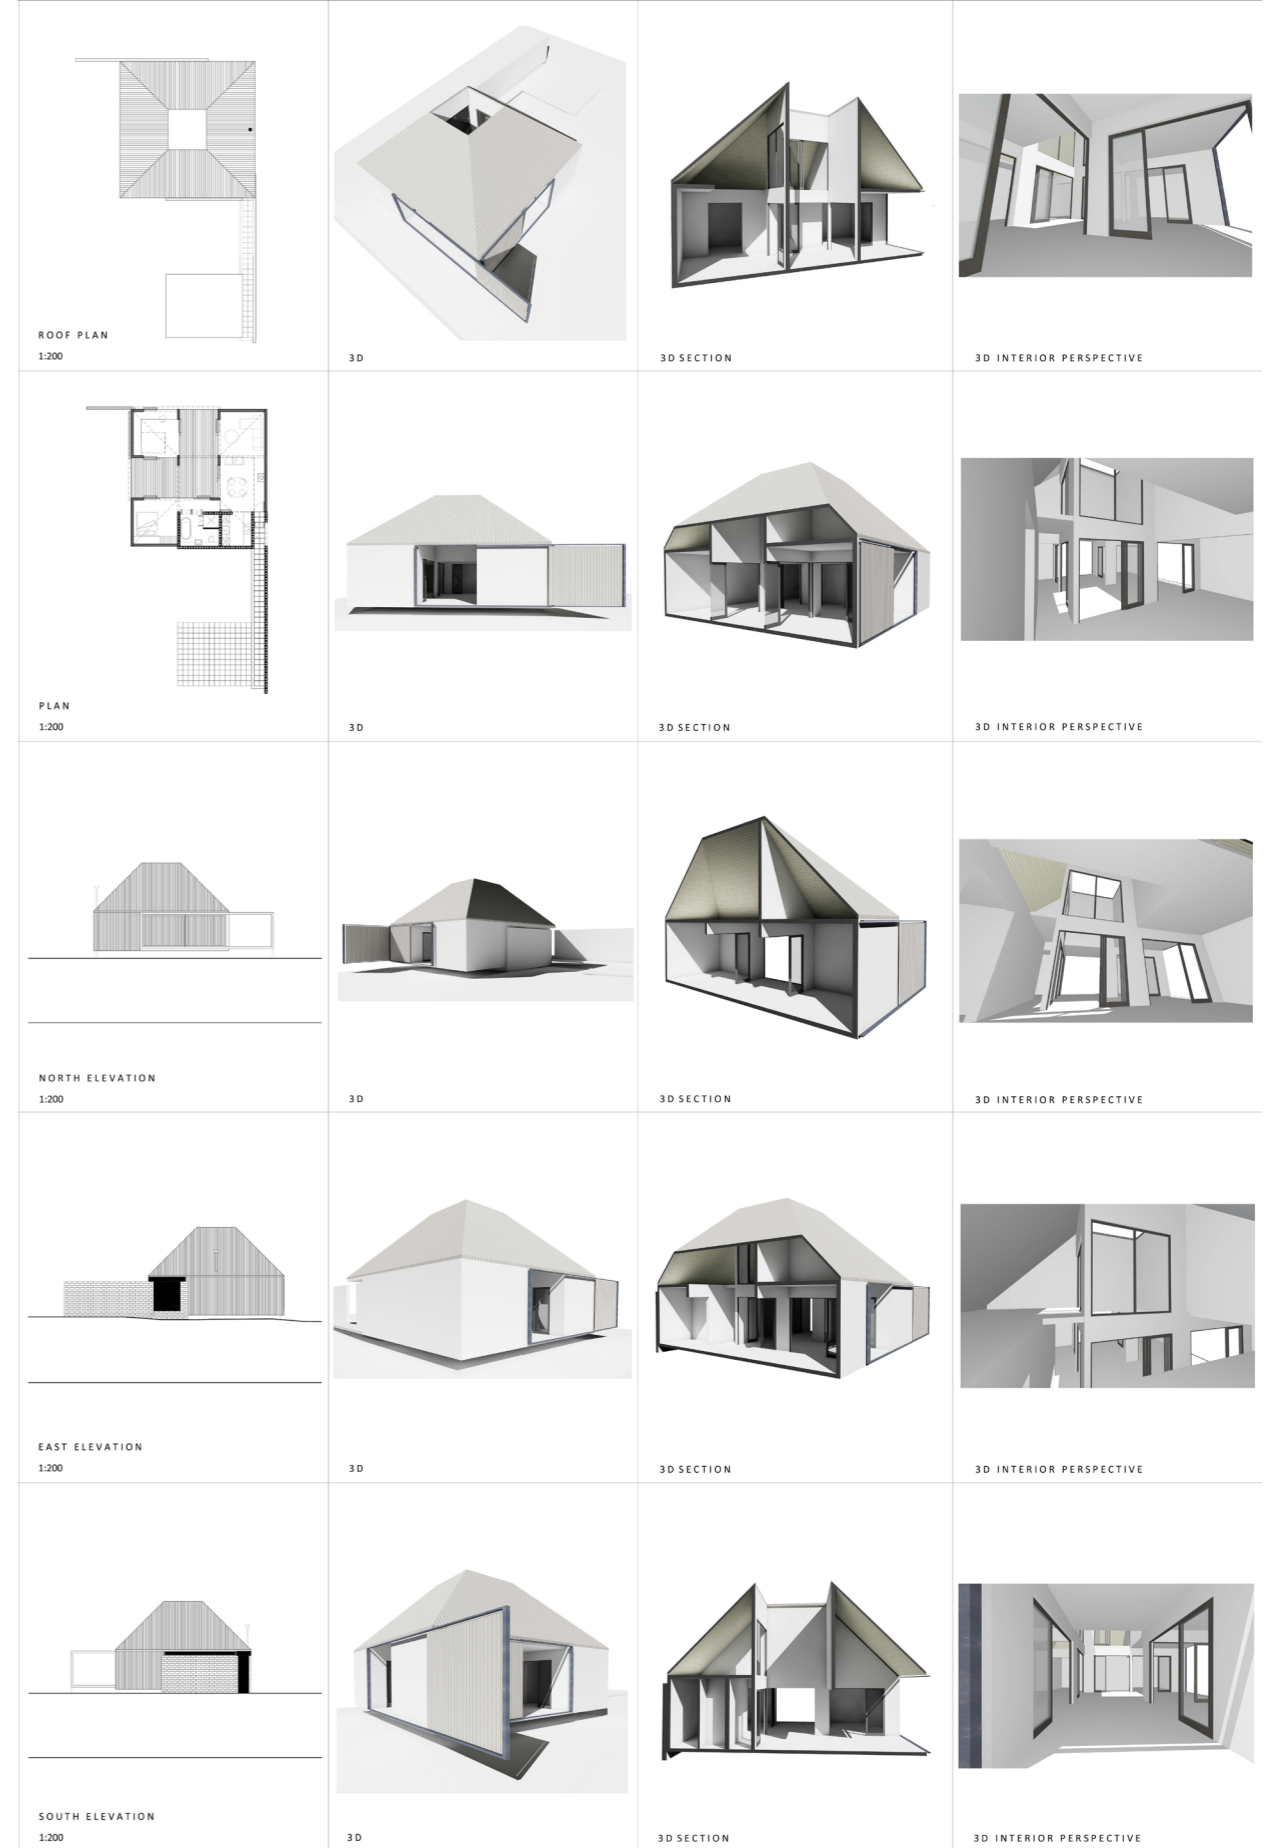 ROOF PLAN
1:200
3D
3D SECTION
3D INTERIOR PERSPECTIVE
PLAN
1:200
3D
3D SECTION
3D INTERIOR PERSPECTIVE
NORTH ELEVATION
1:200
3D
3D SECTION
3D INTERIOR PERSPECTIVE
EAST ELEVATION
1:200
3D
3D SECTION
3D INTERIOR PERSPECTIVE
SOUTH ELEVATION
1:200
3D
3D SECTION
3D INTERIOR PERSPECTIVE